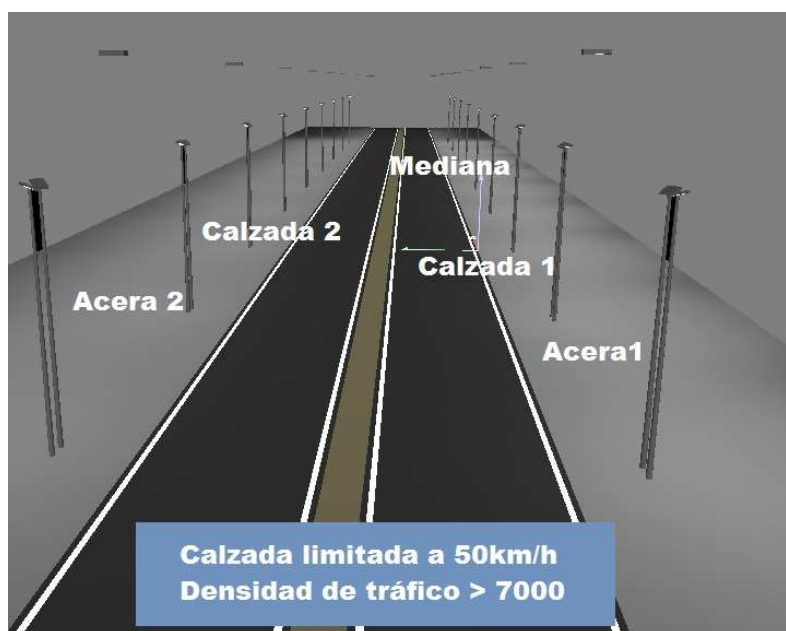 Mediana
Calzada 2
Calzada 1
Acera 2
Acera1
Calzada limitada a 50km/h
Densidad de tráfico > 7000